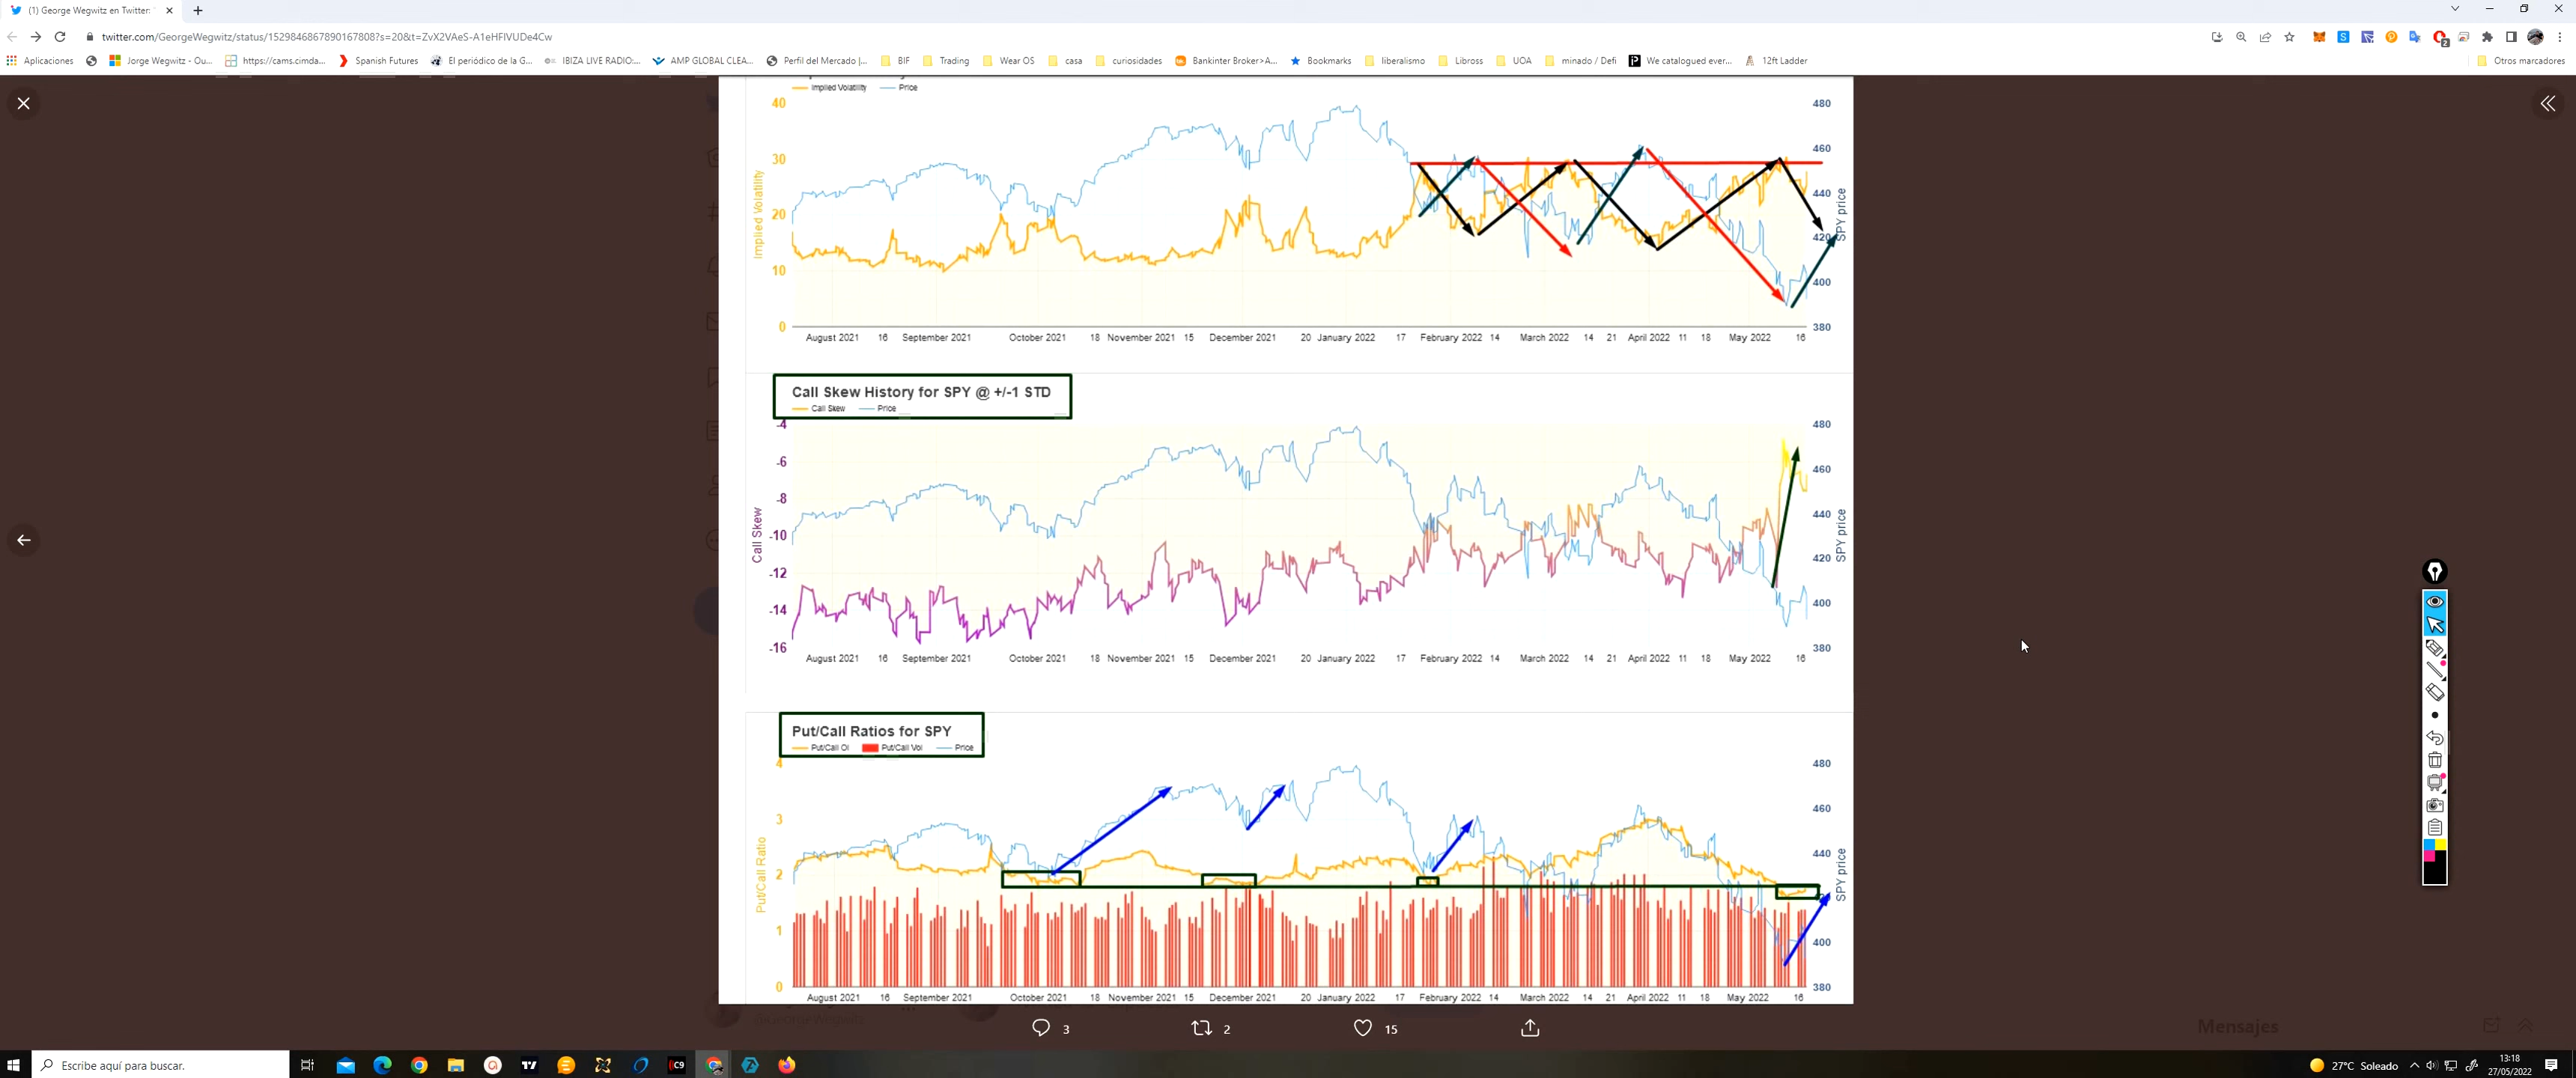 (1) George Wegwitz en Twitter:
twitter.com/GeorgeWegwitz/status/1529846867890167808?s=20&t=ZvX2VAeS-A1eHFlVUDe4Cw
Aplicaciones Jorge Wegwitz - Ou... https://cams.cimda... Spanish Futures El periódico de la G... IBIZA LIVE RADIO:... AMP GLOBAL CLEA... Perfil del Mercado |... BIF Trading Wear OS casa curiosidades Bankinter Broker>A... Bookmarks liberalismo Libross UOA minado / Defi We catalogued ever... 12ft Ladder Otros marcadores
Implied Volatility Price
40 480
30 460
20 440
420
10 400
0 380
Implied Volatility
SPY price
August 2021 16 September 2021 October 2021 18 November 2021 15 December 2021 20 January 2022 17 February 2022 14 March 2022 14 21 April 2022 11 18 May 2022 16
Call Skew History for SPY @ +/-1 STD
Call Skew Price
-4 480
-6 460
-8
-10 440
-12 420
-14 400
-16 380
Call Skew
SPY price
August 2021 16 September 2021 October 2021 18 November 2021 15 December 2021 20 January 2022 17 February 2022 14 March 2022 14 21 April 2022 11 18 May 2022 16
Put/Call Ratios for SPY
Put/Call OI Put/Call Vol Price
4 480
3 460
2 440
1 400
0 380
Put/Call Ratio
SPY price
August 2021 16 September 2021 October 2021 18 November 2021 15 December 2021 20 January 2022 17 February 2022 14 March 2022 14 21 April 2022 11 18 May 2022 16
3 2 15
Mensajes
Escribe aquí para buscar.
C9
2
27°C Soleado
13:18
27/05/2022